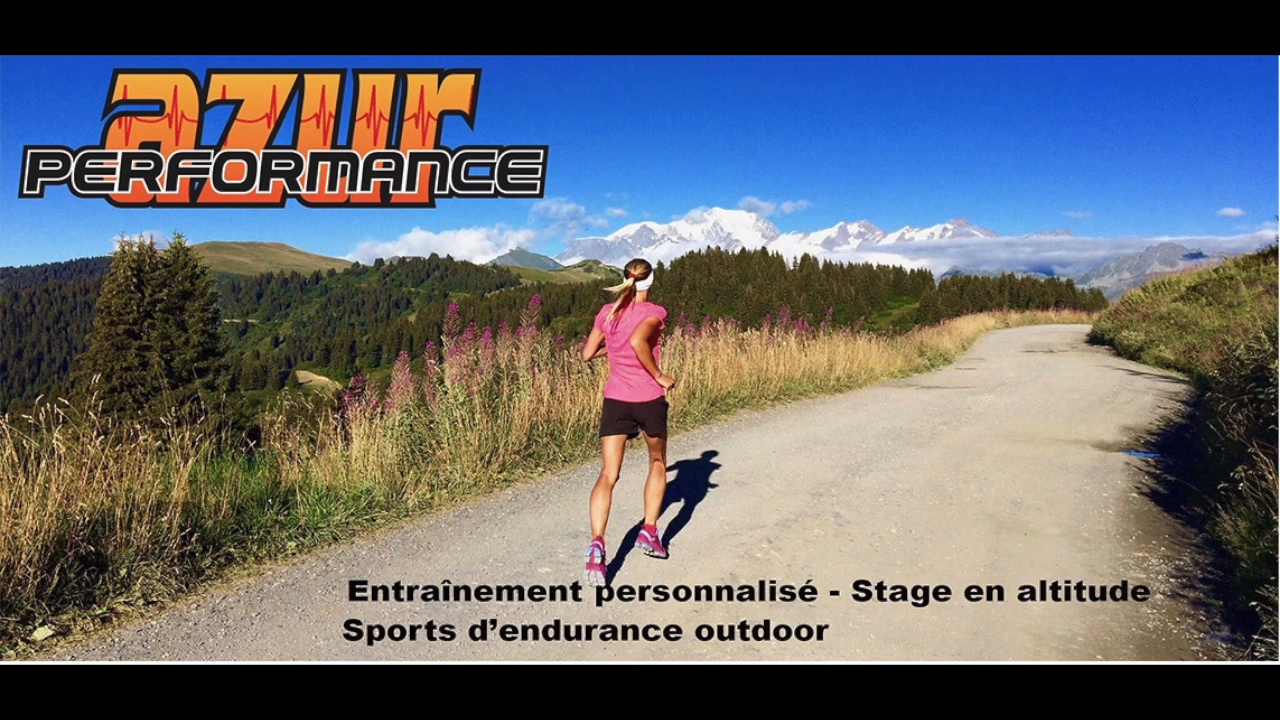 azur
PERFORMANCE
Entraînement personnalisé - Stage en altitude
Sports d’endurance outdoor